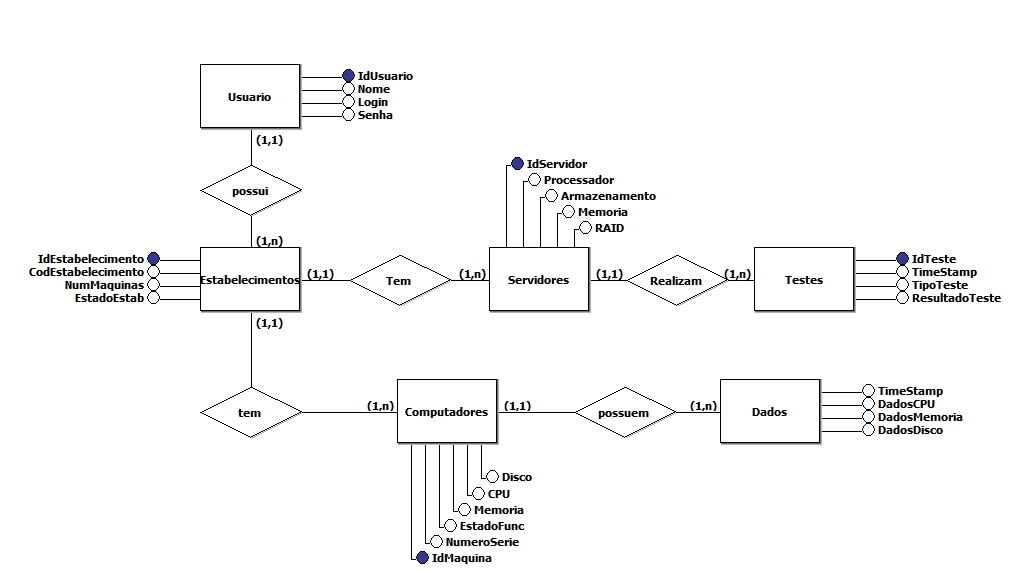 Usuario
IdUsuario
Nome
Login
Senha
(1,1)
possui
(1,n)
IdEstabelecimento
CodEstabelecimento
NumMaquinas
EstadoEstab
Estabelecimentos
(1,1)
Tem
(1,n)
IdServidor
Processador
Armazenamento
Memoria
RAID
Servidores
(1,1)
Realizam
(1,n)
Testes
IdTeste
TimeStamp
TipoTeste
ResultadoTeste
(1,1)
tem
(1,n)
Computadores
(1,1)
possuem
(1,n)
Dados
TimeStamp
DadosCPU
DadosMemoria
DadosDisco
Disco
CPU
Memoria
EstadoFunc
NumeroSerie
IdMaquina